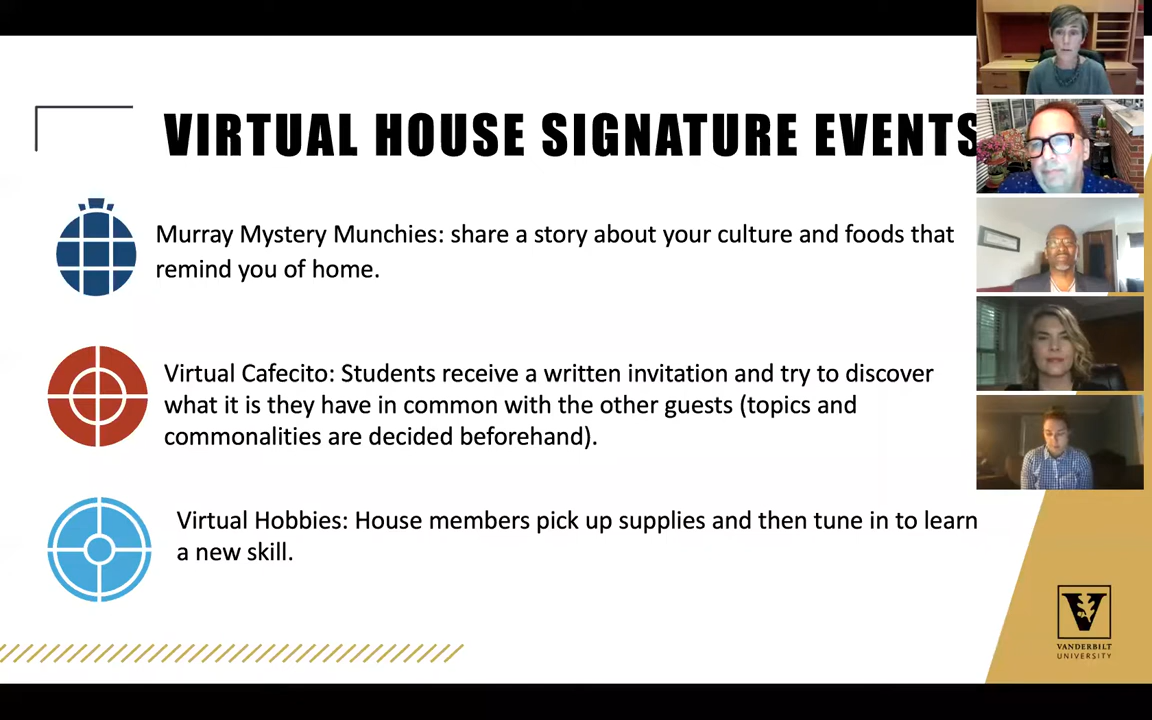 VIRTUAL HOUSE SIGNATURE EVENTS
Murray Mystery Munchies: share a story about your culture and foods that
remind you of home.
Virtual Cafecito: Students receive a written invitation and try to discover
what it is they have in common with the other guests (topics and
commonalities are decided beforehand).
Virtual Hobbies: House members pick up supplies and then tune in to learn
a new skill.
V
VANDERBILT
UNIVERSITY